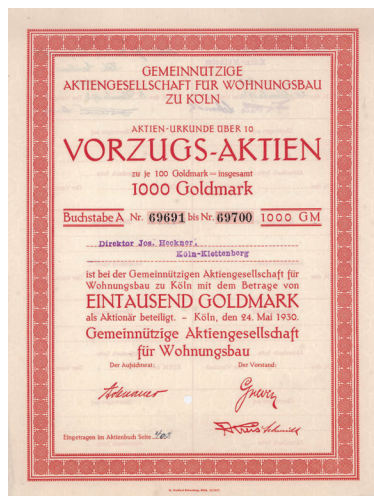 GEMEINNÜTZIGE
AKTIENGESELLSCHAFT FÜR WOHNUNGSBAU
ZU KÖLN
AKTIEN-URKUNDE ÜBER 10
VORZUGS-AKTIEN
zu je 100 Goldmark = insgesamt
1000 Goldmark
Buchstabe A Nr. 69691 bis Nr. 69700 1000 GM
Direktor Jos. Heckner,
Köln-Klettenberg
ist bei der Gemeinnützigen Aktiengesellschaft für
Wohnungsbau zu Köln mit dem Betrage von
EINTAUSEND GOLDMARK
als Aktionär beteiligt. – Köln, den 24. Mai 1930.
Gemeinnützige Aktiengesellschaft
für Wohnungsbau
Der Aufsichtsrat: Der Vorstand:
Eingetragen im Aktienbuch Seite